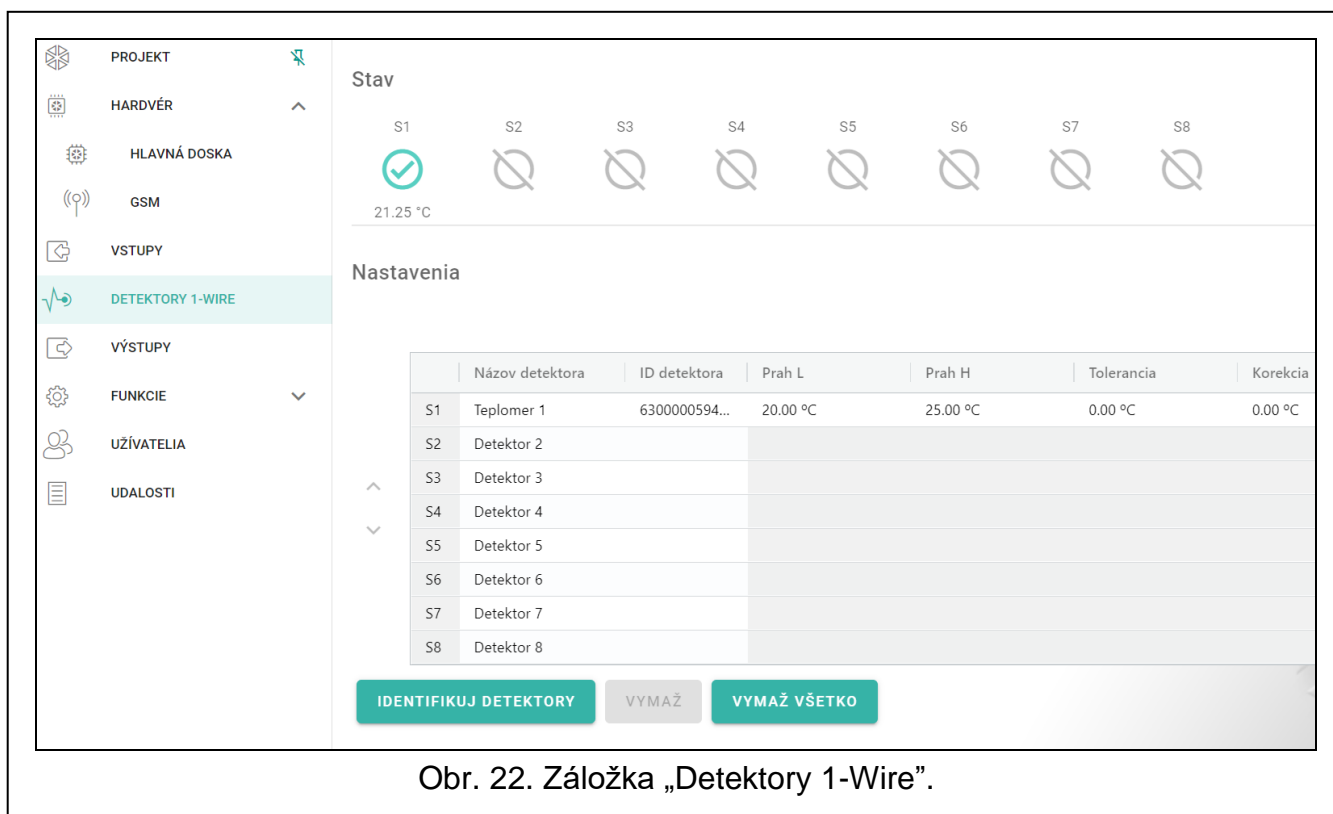 PROJEKT
HARDVÉR
HLAVNÁ DOSKA
GSM
VSTUPY
DETEKTORY 1-WIRE
VÝSTUPY
FUNKCIE
UŽÍVATELIA
UDALOSTI
Stav
S1 S2 S3 S4 S5 S6 S7 S8
21.25 °C
Nastavenia
Názov detektora ID detektora Prah L Prah H Tolerancia Korekcia
S1 Teplomer 1 6300000594... 20.00 ºC 25.00 ºC 0.00 ºC 0.00 ºC
S2 Detektor 2
S3 Detektor 3
S4 Detektor 4
S5 Detektor 5
S6 Detektor 6
S7 Detektor 7
S8 Detektor 8
IDENTIFIKUJ DETEKTORY VYMAŽ VYMAŽ VŠETKO
Obr. 22. Záložka „Detektory 1-Wire”.